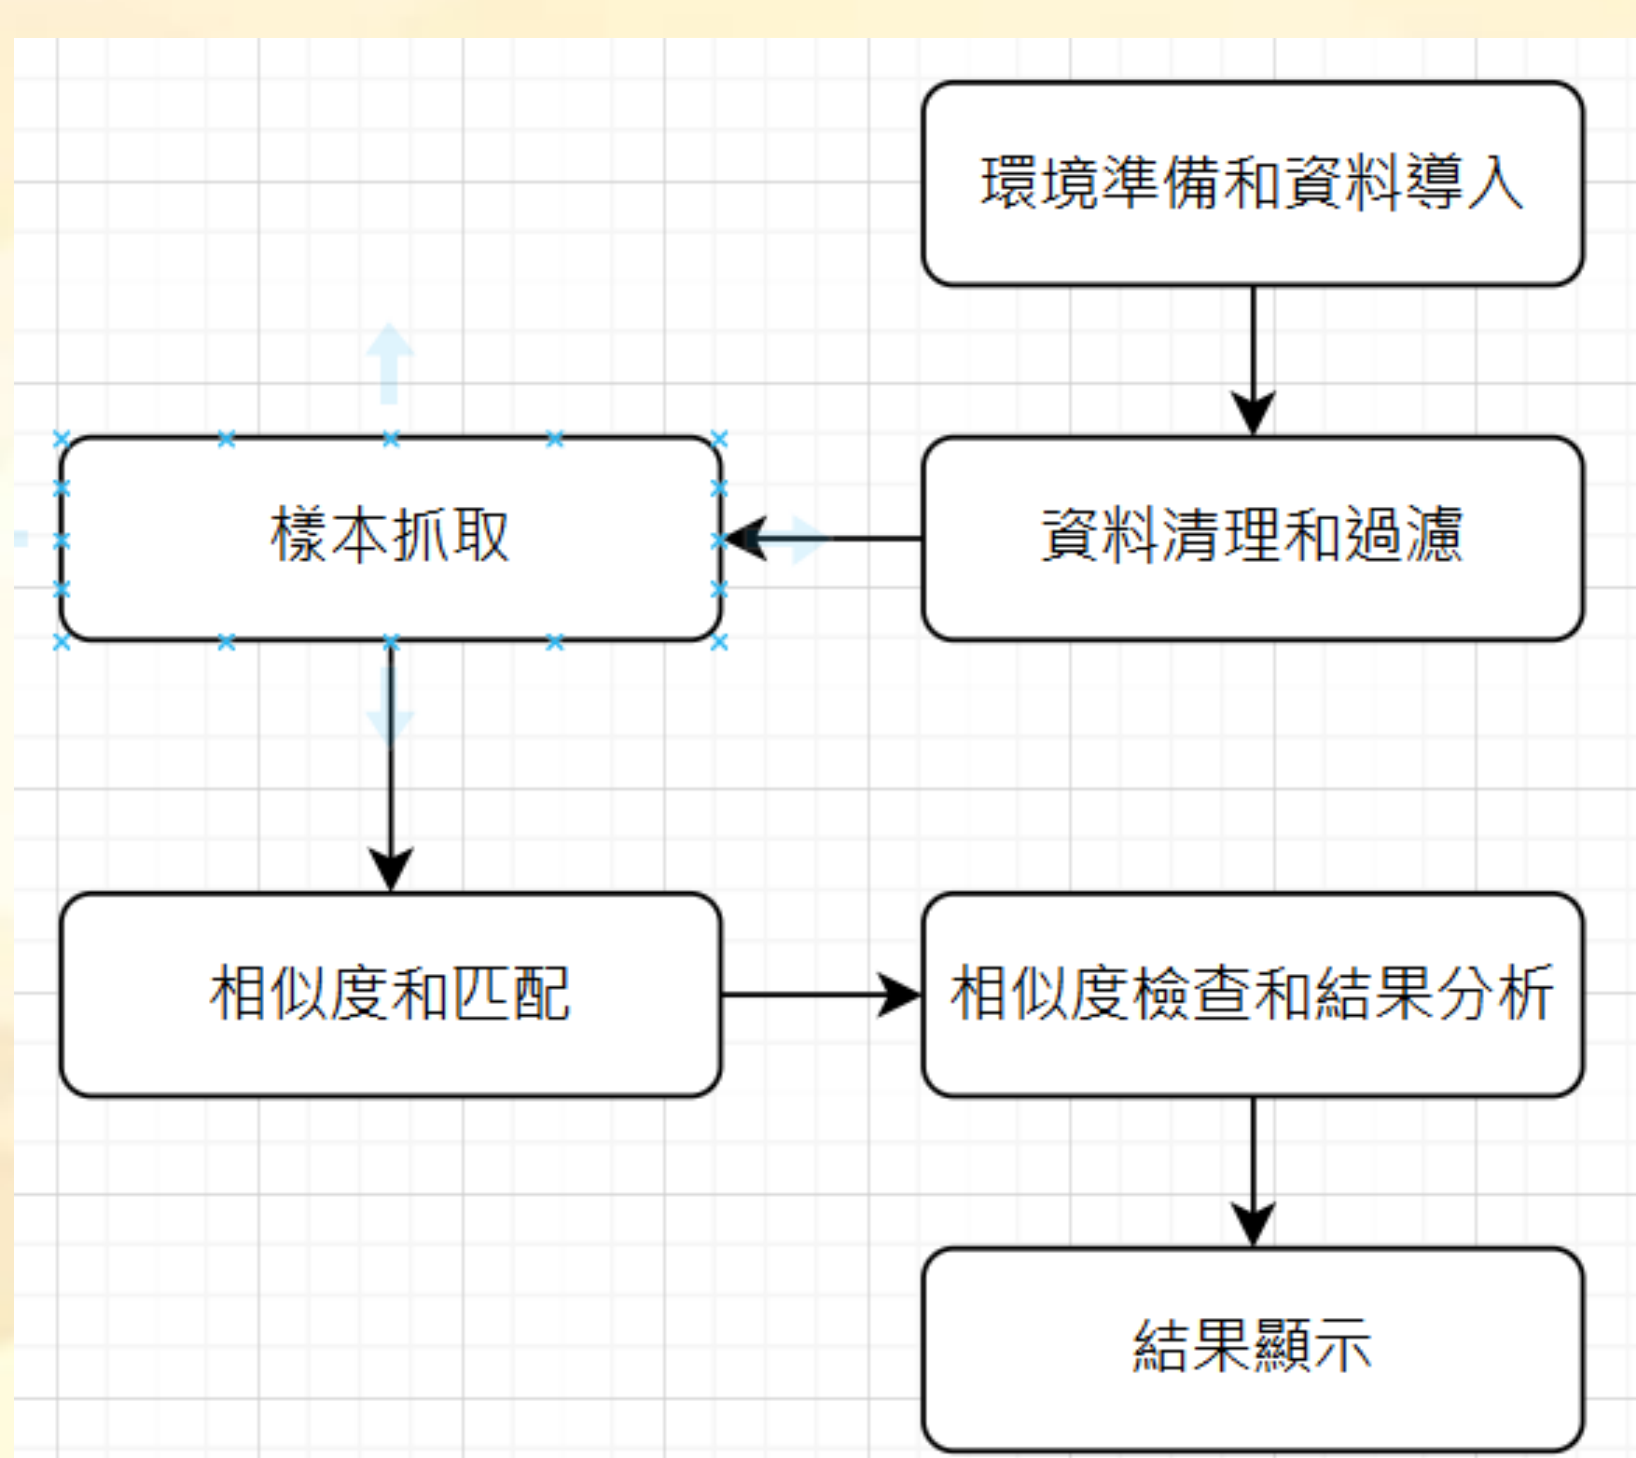 環境準備和資料導入
資料清理和過濾
樣本抓取
相似度和匹配
相似度檢查和結果分析
結果顯示